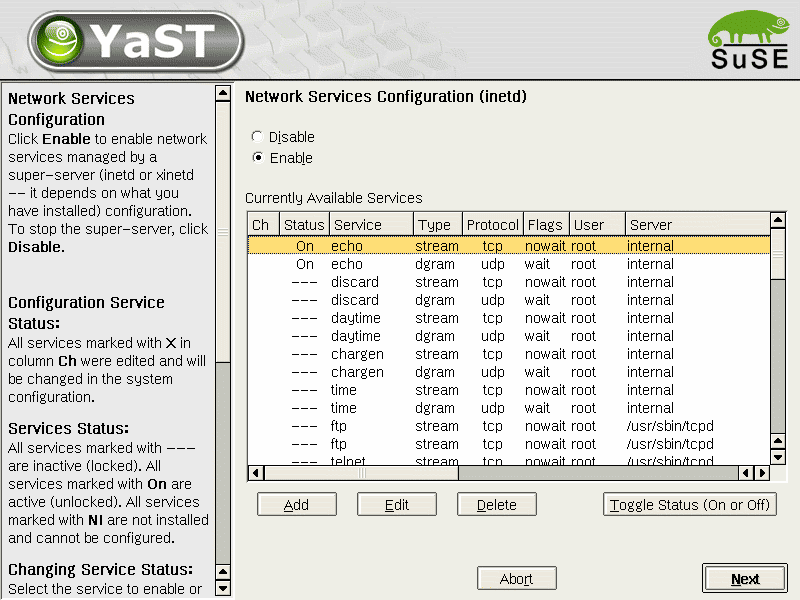 YaST
SuSE
Network Services
Configuration
Click Enable to enable network
services managed by a
super-server (inetd or xinetd
-- it depends on what you
have installed) configuration.
To stop the super-server, click
Disable.
Configuration Service
Status:
All services marked with X in
column Ch were edited and will
be changed in the system
configuration.
Services Status:
All services marked with ---
are inactive (locked). All
services marked with On are
active (unlocked). All services
marked with NI are not installed
and cannot be configured.
Changing Service Status:
Select the service to enable or
Network Services Configuration (inetd)
Disable
Enable
Currently Available Services
Ch Status Service Type Protocol Flags User Server
On echo stream tcp nowait root internal
On echo dgram udp wait root internal
--- discard stream tcp nowait root internal
--- discard dgram udp wait root internal
--- daytime stream tcp nowait root internal
--- daytime dgram udp wait root internal
--- chargen stream tcp nowait root internal
--- chargen dgram udp wait root internal
--- time stream tcp nowait root internal
--- time dgram udp wait root internal
--- ftp stream tcp nowait root /usr/sbin/tcpd
--- ftp stream tcp nowait root /usr/sbin/tcpd
--- telnet stream tcp nowait root /usr/sbin/tcpd
Add Edit Delete Toggle Status (On or Off)
Abort Next